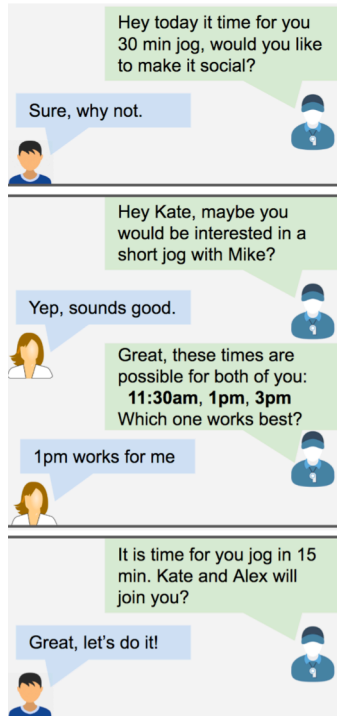 Hey today it time for you
30 min jog, would you like
to make it social?
Sure, why not.
Hey Kate, maybe you
would be interested in a
short jog with Mike?
Yep, sounds good.
Great, these times are
possible for both of you:
11:30am, 1pm, 3pm
Which one works best?
1pm works for me
It is time for you jog in 15
min. Kate and Alex will
join you?
Great, let's do it!